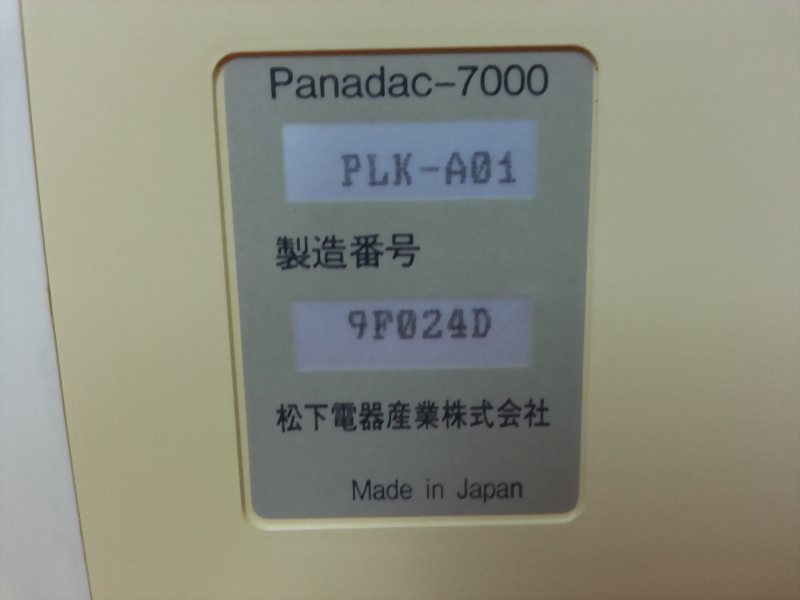 Panadac-7000
PLK-A01
製造番号
9F024D
松下電器産業株式会社
Made in Japan